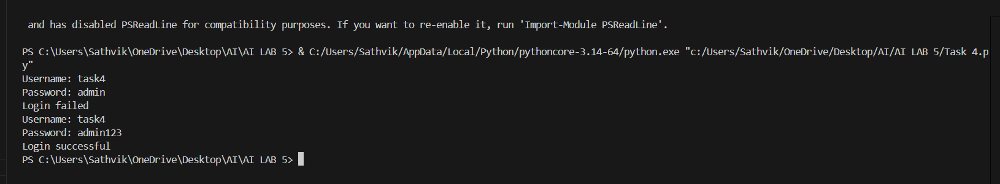 and has disabled PSReadLine for compatibility purposes. If you want to re-enable it, run 'Import-Module PSReadLine'.
PS C:\Users\Sathvik\OneDrive\Desktop\AI\AI LAB 5> & C:/Users/Sathvik/AppData/Local/Python/pythoncore-3.14-64/python.exe "c:/Users/Sathvik/OneDrive/Desktop/AI/AI LAB 5/Task 4.p
y"
Username: task4
Password: admin
Login failed
Username: task4
Password: admin123
Login successful
PS C:\Users\Sathvik\OneDrive\Desktop\AI\AI LAB 5>